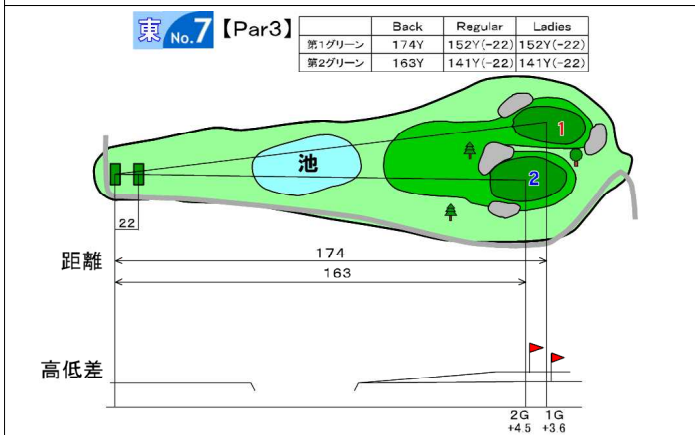 東 No.7 【Par3】
Back Regular Ladies
第1グリーン 174Y 152Y(-22) 152Y(-22)
第2グリーン 163Y 141Y(-22) 141Y(-22)
1
池
2
22
距離
174
163
高低差
2G 1G
+4.5 +3.6